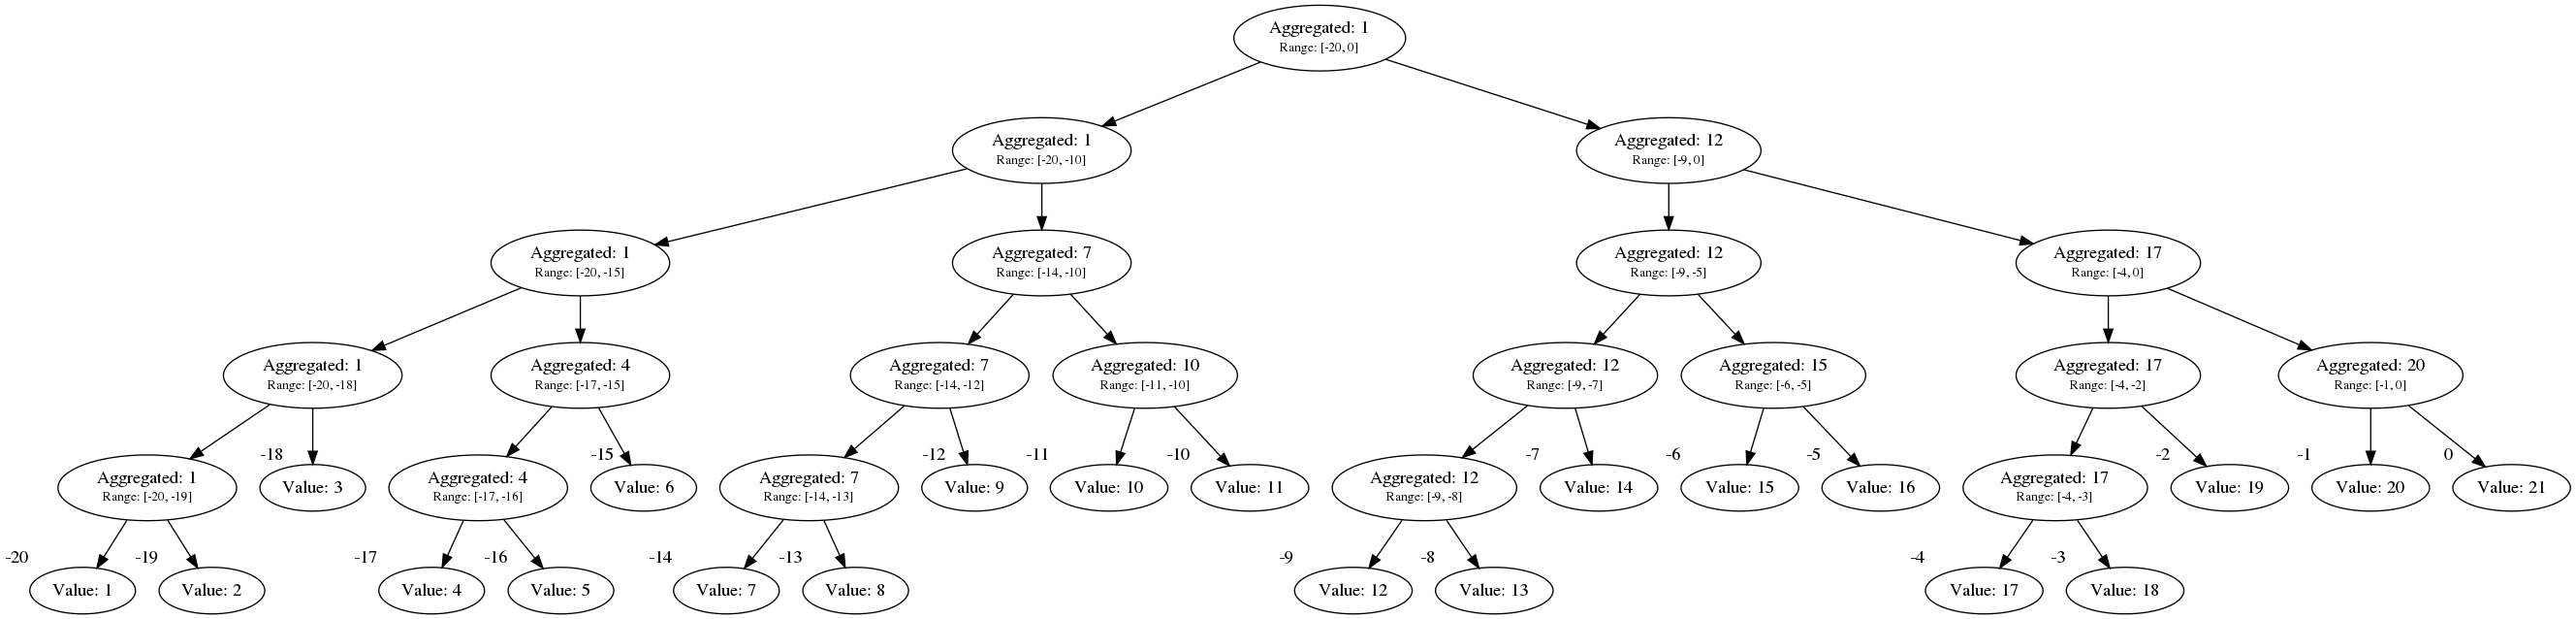 Aggregated: 1
Range: [-20, 0]
Aggregated: 1
Range: [-20, -10]
Aggregated: 12
Range: [-9, 0]
Aggregated: 1
Range: [-20, -15]
Aggregated: 7
Range: [-14, -10]
Aggregated: 12
Range: [-9, -5]
Aggregated: 17
Range: [-4, 0]
Aggregated: 1
Range: [-20, -18]
Aggregated: 4
Range: [-17, -15]
Aggregated: 7
Range: [-14, -12]
Aggregated: 10
Range: [-11, -10]
Aggregated: 12
Range: [-9, -7]
Aggregated: 15
Range: [-6, -5]
Aggregated: 17
Range: [-4, -2]
Aggregated: 20
Range: [-1, 0]
Aggregated: 1
Range: [-20, -19]
-18
Value: 3
Aggregated: 4
Range: [-17, -16]
-15
Value: 6
Aggregated: 7
Range: [-14, -13]
-12
Value: 9
-11
Value: 10
-10
Value: 11
Aggregated: 12
Range: [-9, -8]
-7
Value: 14
-6
Value: 15
-5
Value: 16
Aggregated: 17
Range: [-4, -3]
-2
Value: 19
-1
Value: 20
0
Value: 21
-20
Value: 1
-19
Value: 2
-17
Value: 4
-16
Value: 5
-14
Value: 7
-13
Value: 8
-9
Value: 12
-8
Value: 13
-4
Value: 17
-3
Value: 18